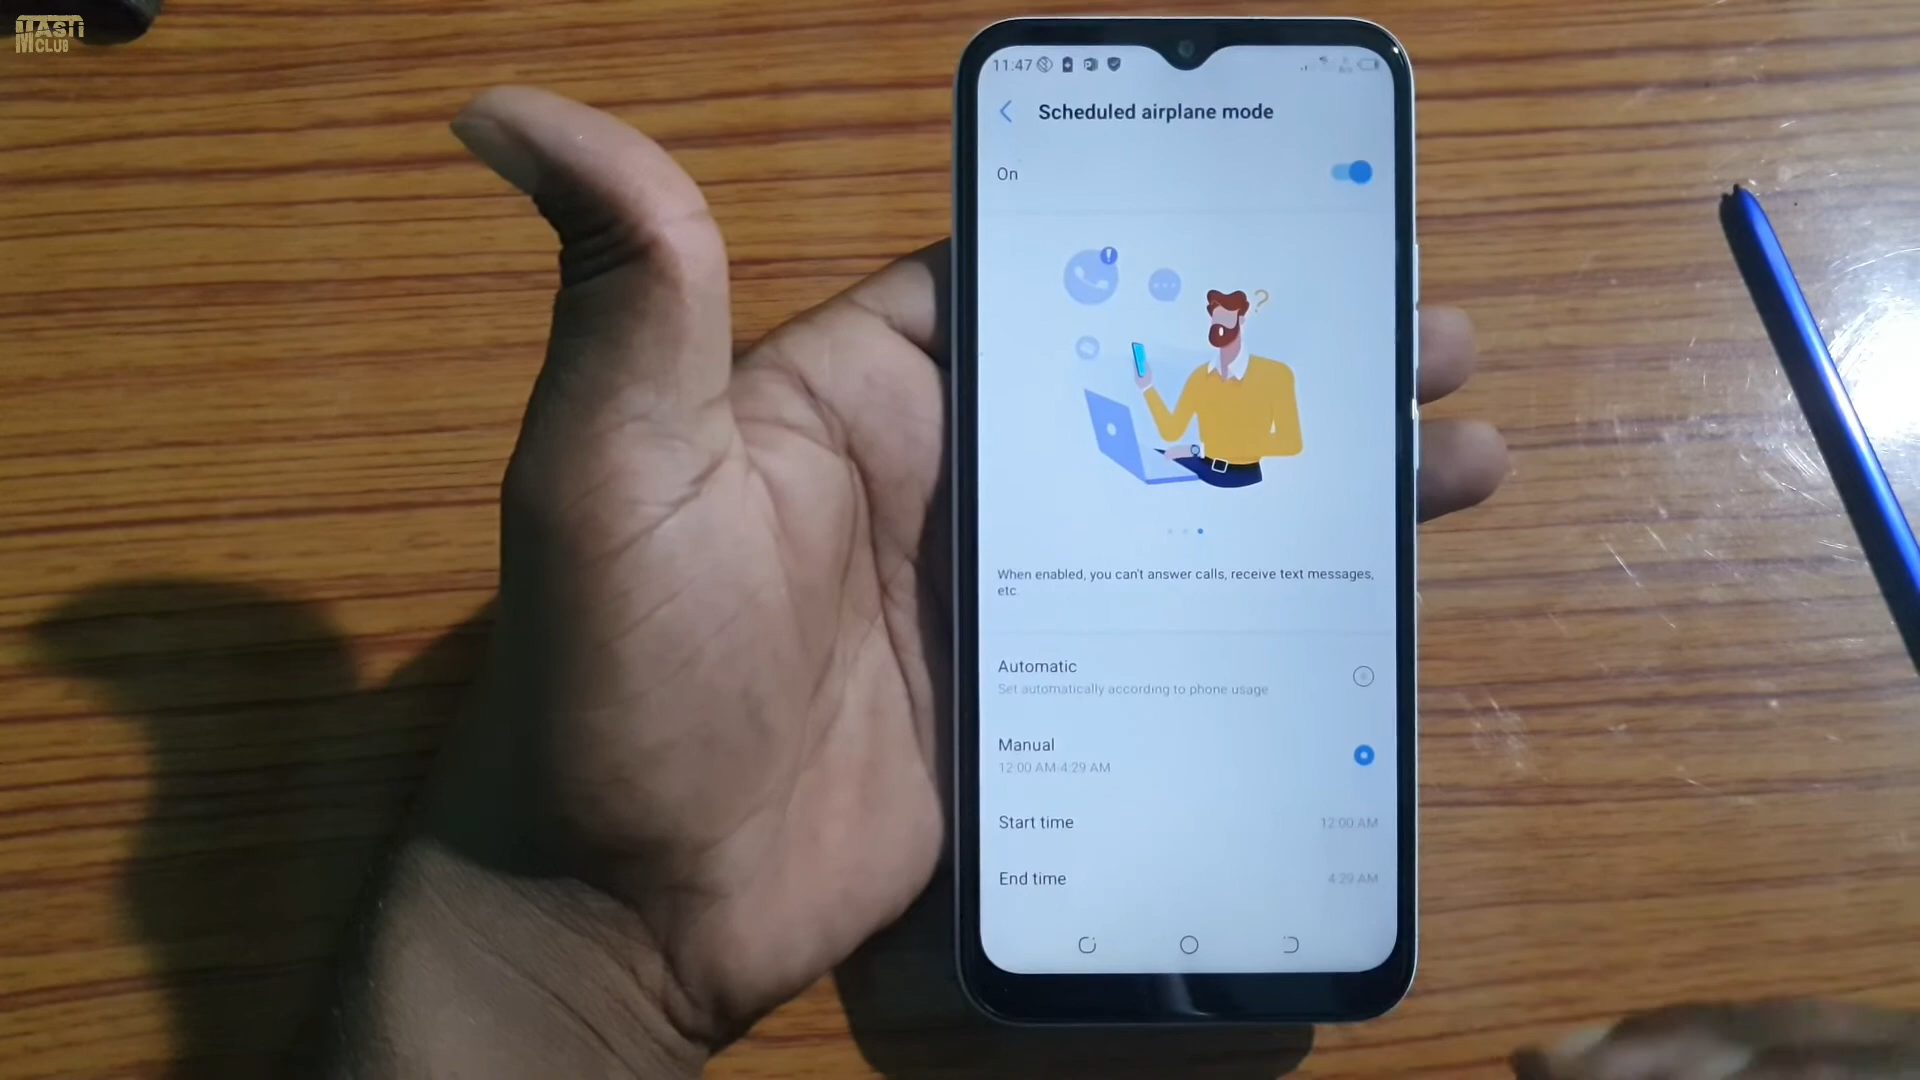 MASTI
CLUB
11:47
Scheduled airplane mode
On
When enabled, you can't answer calls, receive text messages,
etc.
Automatic
Set automatically according to phone usage
Manual
12:00 AM-4:29 AM
Start time 12:00 AM
End time 4:29 AM